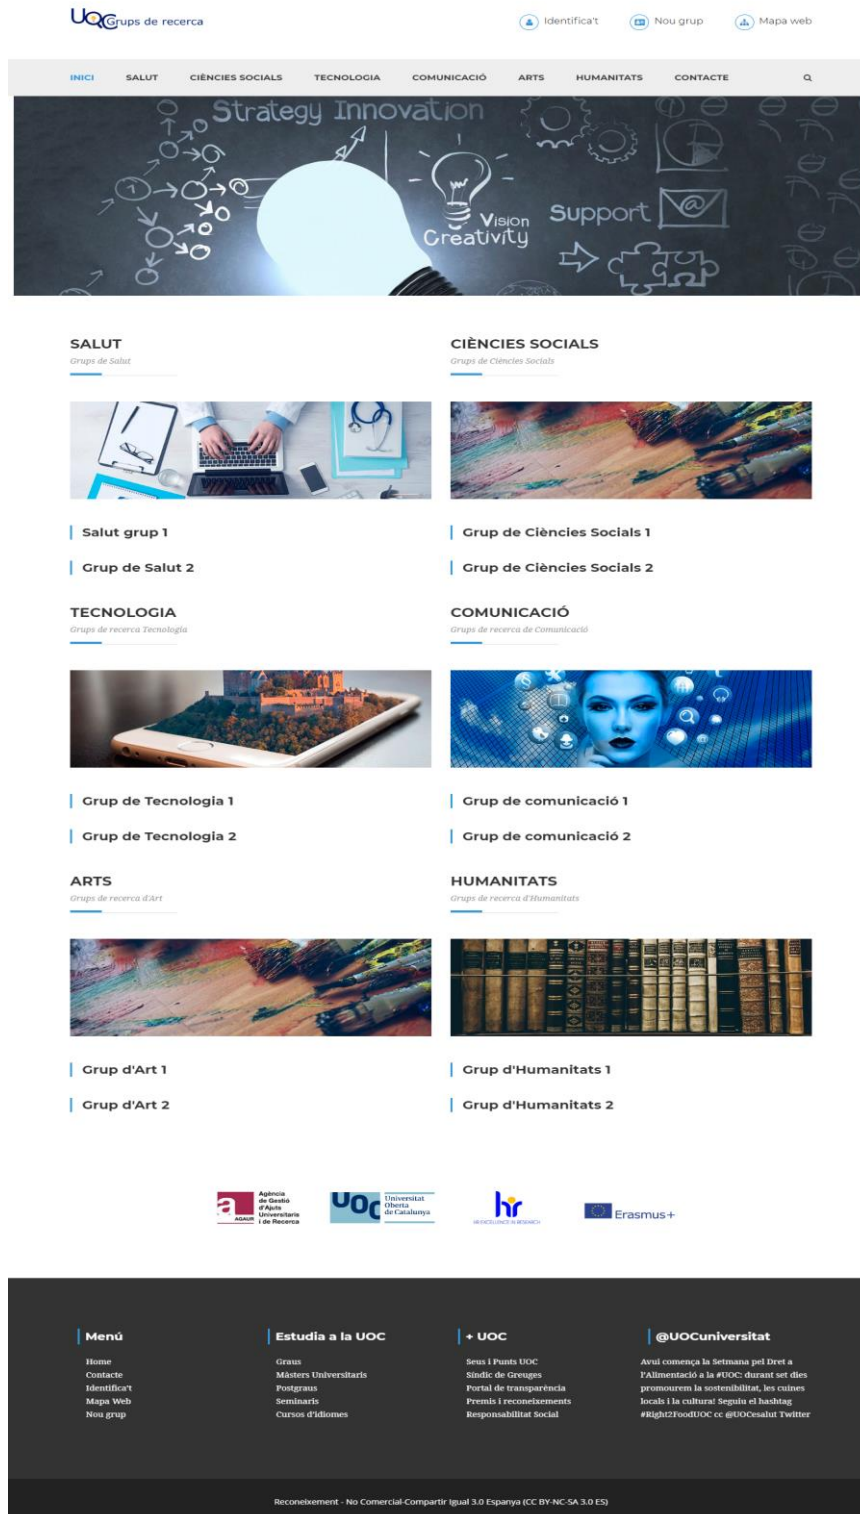 UOC Grups de recerca
Identifica't
Nou grup
Mapa web
INICI SALUT CIÈNCIES SOCIALS TECNOLOGIA COMUNICACIÓ ARTS HUMANITATS CONTACTE
Strategy Innovation
Vision
Creativity
Support
SALUT
Grups de Salut
Salut grup 1
Grup de Salut 2
CIÈNCIES SOCIALS
Grups de Ciències Socials
Grup de Ciències Socials 1
Grup de Ciències Socials 2
TECNOLOGIA
Grups de recerca Tecnologia
Grup de Tecnologia 1
Grup de Tecnologia 2
COMUNICACIÓ
Grups de recerca de Comunicació
Grup de comunicació 1
Grup de comunicació 2
ARTS
Grups de recerca d'Art
Grup d'Art 1
Grup d'Art 2
HUMANITATS
Grups de recerca d'Humanitats
Grup d'Humanitats 1
Grup d'Humanitats 2
a
AGAUR
Agència
de Gestió
d'Ajuts
Universitaris
i de Recerca
UOC
Universitat
Oberta
de Catalunya
hr
HR EXCELLENCE IN RESEARCH
Erasmus+
Menú
Home
Contacte
Identifica't
Mapa Web
Nou grup
Estudia a la UOC
Graus
Màsters Universitaris
Postgraus
Seminaris
Cursos d'idiomes
+ UOC
Seus i Punts UOC
Síndic de Greuges
Portal de transparència
Premis i reconeixements
Responsabilitat Social
@UOCuniversitat
Avui comença la Setmana pel Dret a
l'Alimentació a la #UOC: durant set dies
promourem la sostenibilitat, les cuines
locals i la cultura! Seguiu el hashtag
#Right2FoodUOC cc @UOCesalut Twitter
Reconeixement - No Comercial-Compartir Igual 3.0 Espanya (CC BY-NC-SA 3.0 ES)